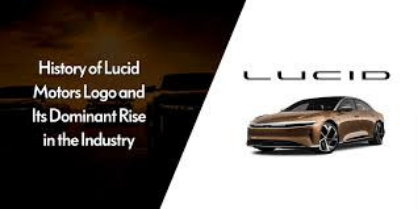 History of Lucid
Motors Logo and
Its Dominant Rise
in the Industry
LUCID